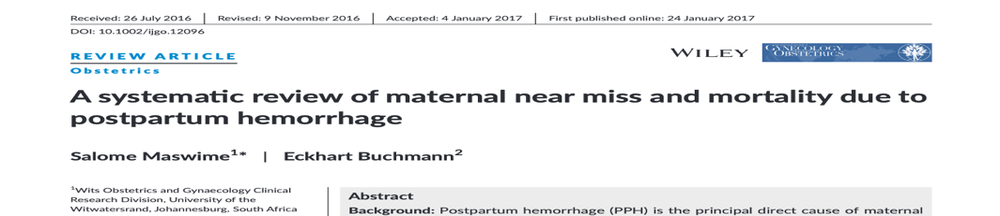 Received: 26 July 2016 | Revised: 9 November 2016 | Accepted: 4 January 2017 | First published online: 24 January 2017
DOI: 10.1002/ijgo.12096
REVIEW ARTICLE
Obstetrics
WILEY
GYNECOLOGY
OBSTETRICS
A systematic review of maternal near miss and mortality due to
postpartum hemorrhage
Salome Maswime1* | Eckhart Buchmann2
1Wits Obstetrics and Gynaecology Clinical
Research Division, University of the
Witwatersrand, Johannesburg, South Africa
Abstract
Background: Postpartum hemorrhage (PPH) is the principal direct cause of maternal